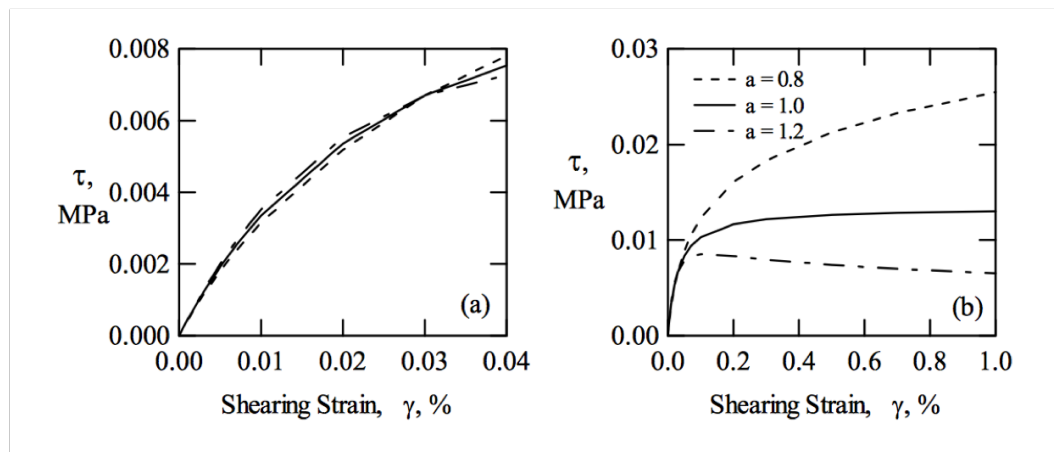 0.008
0.006
0.004
0.002
0.000
τ,
MPa
(a)
0.00 0.01 0.02 0.03 0.04
Shearing Strain, γ, %
0.03
0.02
0.01
0.00
τ,
MPa
a = 0.8
a = 1.0
a = 1.2
(b)
0.0 0.2 0.4 0.6 0.8 1.0
Shearing Strain, γ, %